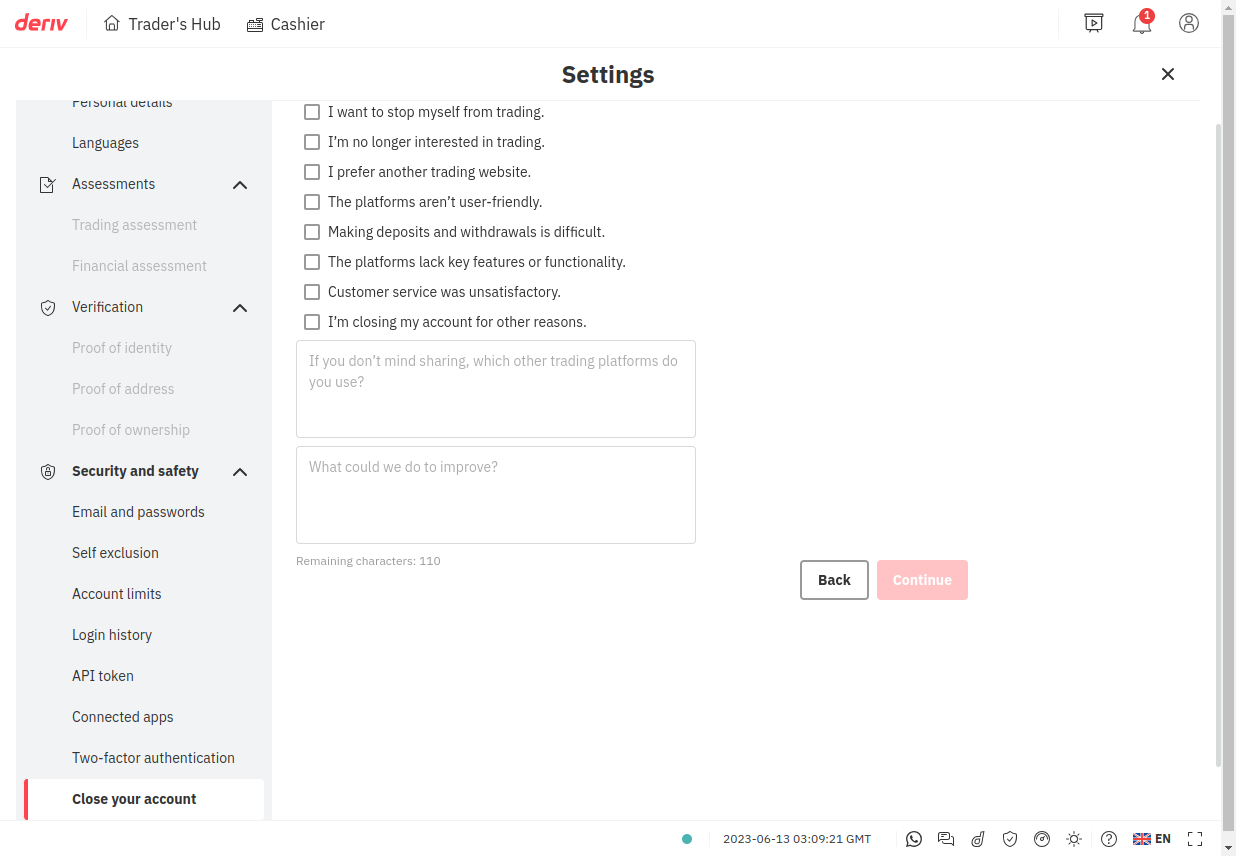 deriv
Trader's Hub
Cashier
1
Settings
Personal details
Languages
Assessments
Trading assessment
Financial assessment
Verification
Proof of identity
Proof of address
Proof of ownership
Security and safety
Email and passwords
Self exclusion
Account limits
Login history
API token
Connected apps
Two-factor authentication
Close your account
I want to stop myself from trading.
I’m no longer interested in trading.
I prefer another trading website.
The platforms aren’t user-friendly.
Making deposits and withdrawals is difficult.
The platforms lack key features or functionality.
Customer service was unsatisfactory.
I’m closing my account for other reasons.
If you don’t mind sharing, which other trading platforms do
you use?
What could we do to improve?
Remaining characters: 110
Back
Continue
2023-06-13 03:09:21 GMT
EN